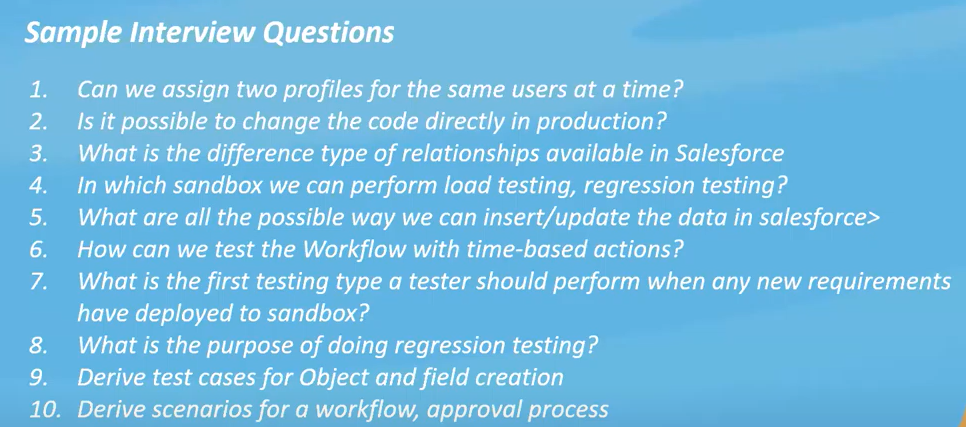 Sample Interview Questions
1. Can we assign two profiles for the same users at a time?
2. Is it possible to change the code directly in production?
3. What is the difference type of relationships available in Salesforce
4. In which sandbox we can perform load testing, regression testing?
5. What are all the possible way we can insert/update the data in salesforce>
6. How can we test the Workflow with time-based actions?
7. What is the first testing type a tester should perform when any new requirements
have deployed to sandbox?
8. What is the purpose of doing regression testing?
9. Derive test cases for Object and field creation
10. Derive scenarios for a workflow, approval process